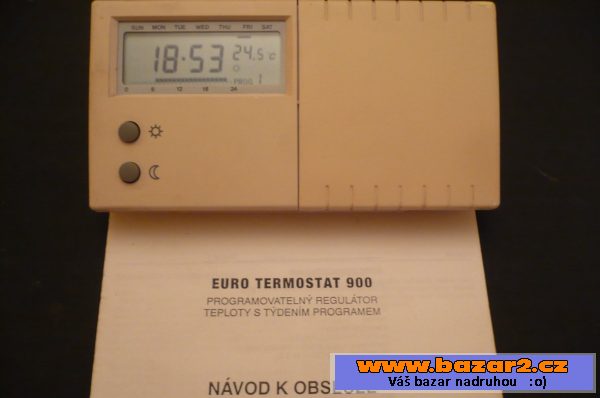 SUN MON TUE WED THU FRI SAT
18:53 24.5°C
PROG 1
0 6 12 18 24
EURO TERMOSTAT 900
PROGRAMOVATELNÝ REGULÁTOR
TEPLOTY S TÝDENÍM PROGRAMEM
NÁVOD K
www.bazar2.cz
Váš bazar nadruhou :o)